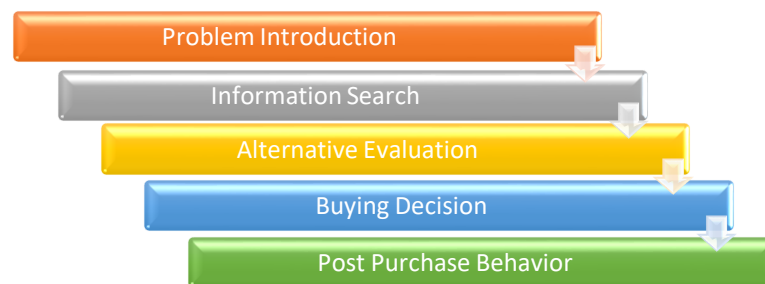 Problem Introduction
Information Search
Alternative Evaluation
Buying Decision
Post Purchase Behavior